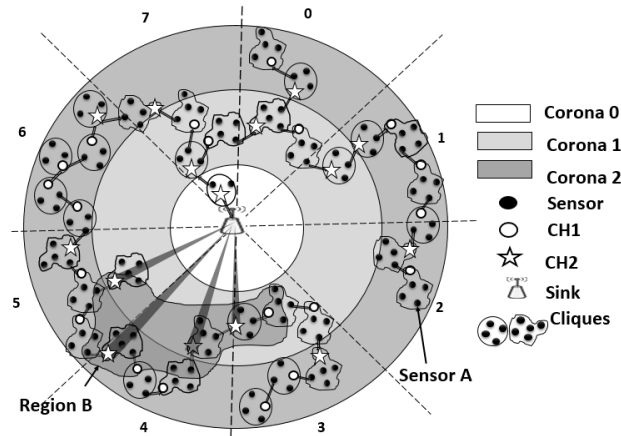 7
0
6
1
5
2
4
3
Region B
Sensor A
Corona 0
Corona 1
Corona 2
Sensor
CH1
CH2
Sink
Cliques